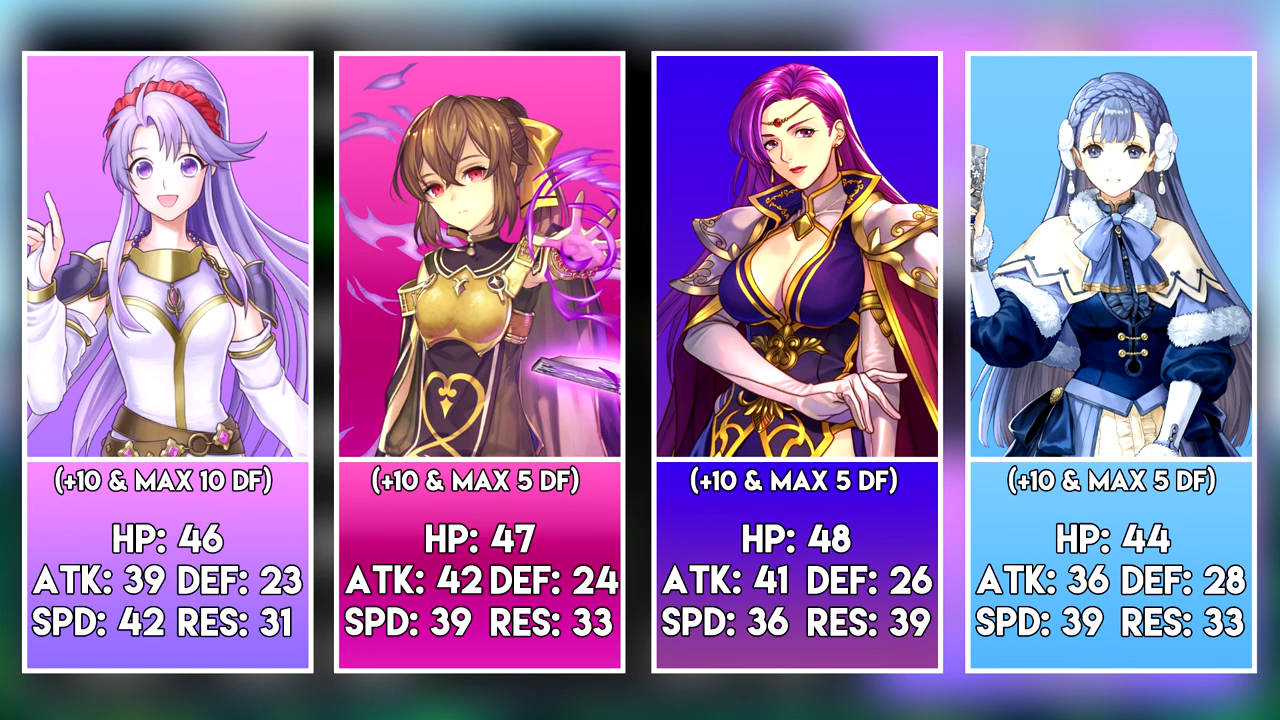 (+10 & MAX 10 DF)
HP: 46
ATK: 39 DEF: 23
SPD: 42 RES: 31
(+10 & MAX 5 DF)
HP: 47
ATK: 42 DEF: 24
SPD: 39 RES: 33
(+10 & MAX 5 DF)
HP: 48
ATK: 41 DEF: 26
SPD: 36 RES: 39
(+10 & MAX 5 DF)
HP: 44
ATK: 36 DEF: 28
SPD: 39 RES: 33